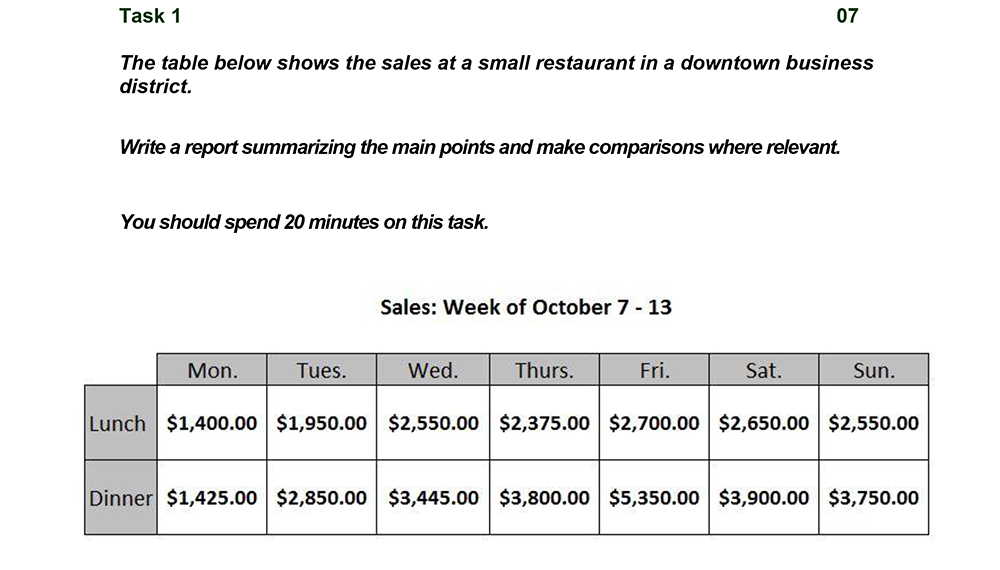 Task 1 07
The table below shows the sales at a small restaurant in a downtown business
district.
Write a report summarizing the main points and make comparisons where relevant.
You should spend 20 minutes on this task.
Sales: Week of October 7 - 13
Mon. Tues. Wed. Thurs. Fri. Sat. Sun.
Lunch $1,400.00 $1,950.00 $2,550.00 $2,375.00 $2,700.00 $2,650.00 $2,550.00
Dinner $1,425.00 $2,850.00 $3,445.00 $3,800.00 $5,350.00 $3,900.00 $3,750.00